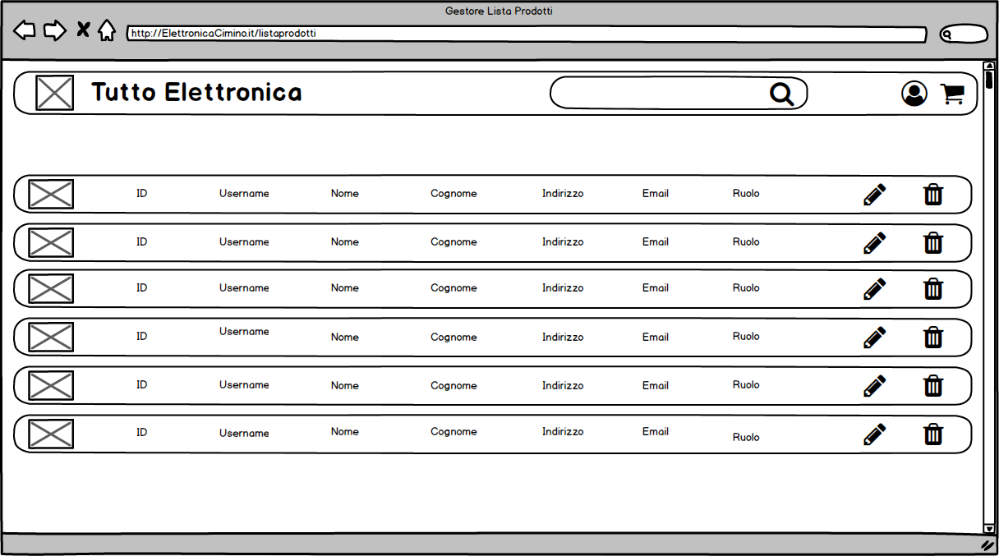 Gestore Lista Prodotti
http://ElettronicaCimino.it/listaprodotti
Tutto Elettronica
ID Username Nome Cognome Indirizzo Email Ruolo
ID Username Nome Cognome Indirizzo Email Ruolo
ID Username Nome Cognome Indirizzo Email Ruolo
ID Username Nome Cognome Indirizzo Email Ruolo
ID Username Nome Cognome Indirizzo Email Ruolo
ID Username Nome Cognome Indirizzo Email Ruolo